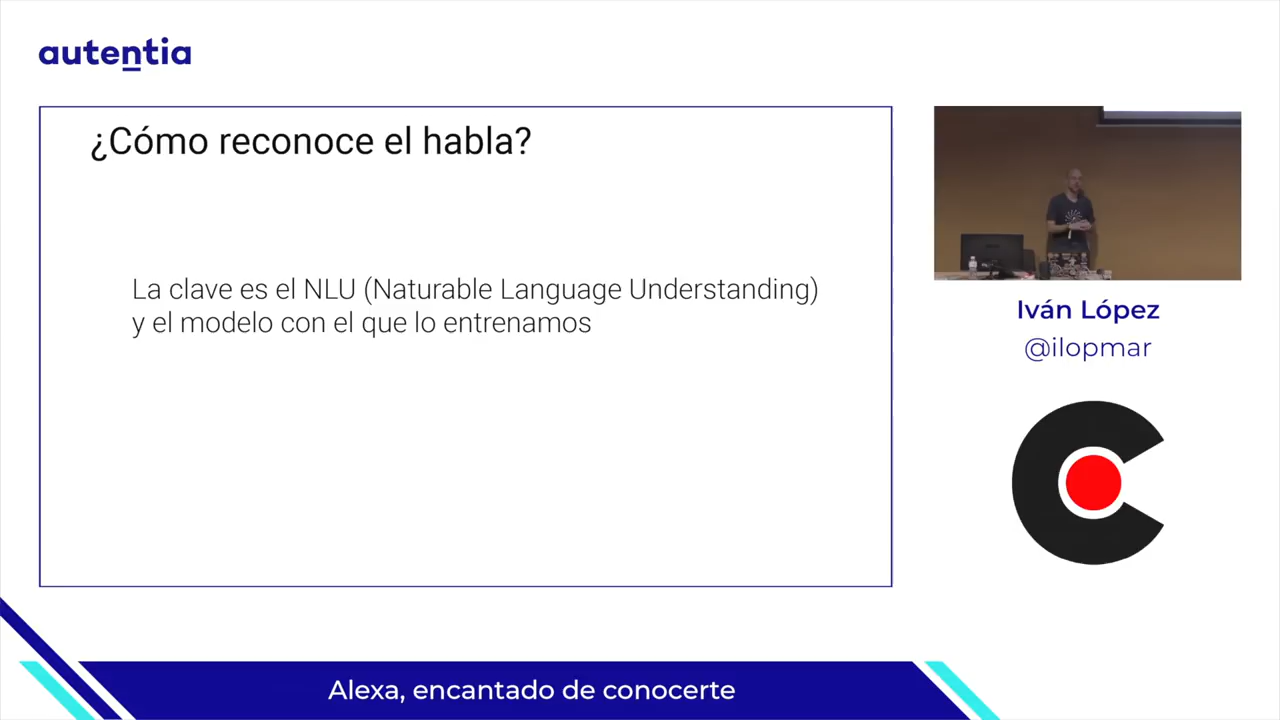 autentia
¿Cómo reconoce el habla?
La clave es el NLU (Naturable Language Understanding)
y el modelo con el que lo entrenamos
Iván López
@ilopmar
Alexa, encantado de conocerte